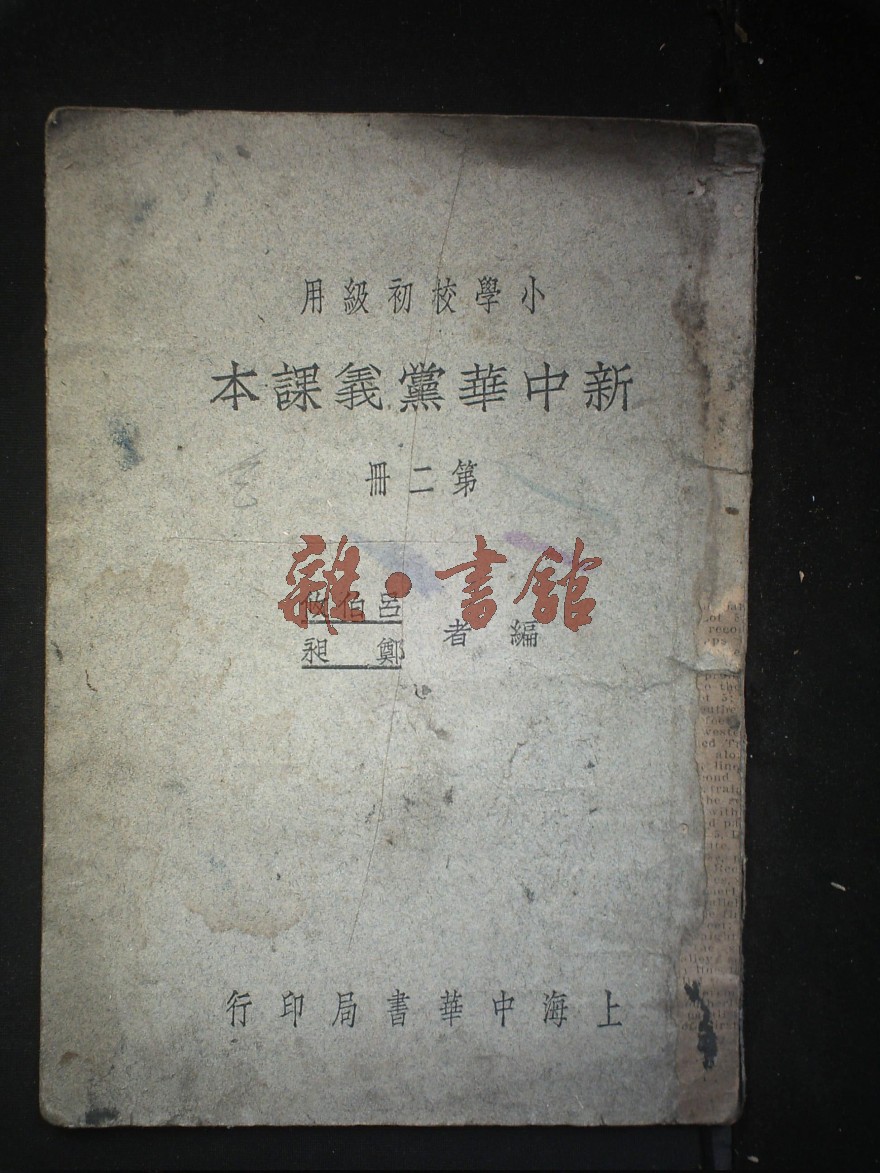 小學校初級用
新中華黨義課本
第二冊
編者
呂伯攸
鄭昶
雜·書館
上海中華書局印行